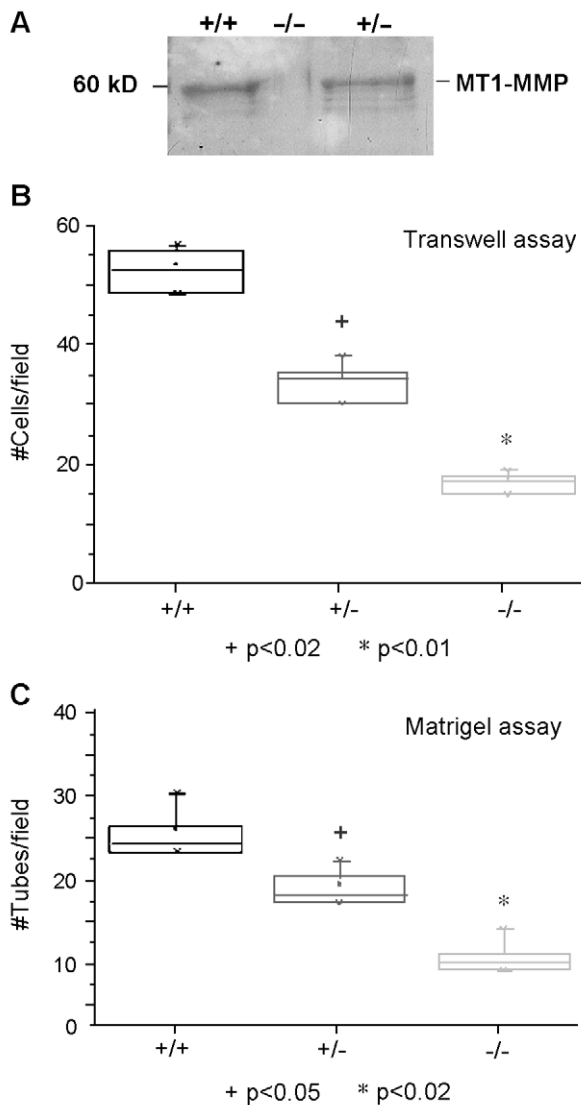 A
+/+ –/– +/–
60 kD
MT1-MMP
B
Transwell assay
#Cells/field
60
40
20
0
+
*
+/+ +/- -/-
+ p<0.02 * p<0.01
C
Matrigel assay
#Tubes/field
40
30
20
10
0
+
*
+/+ +/- -/-
+ p<0.05 * p<0.02